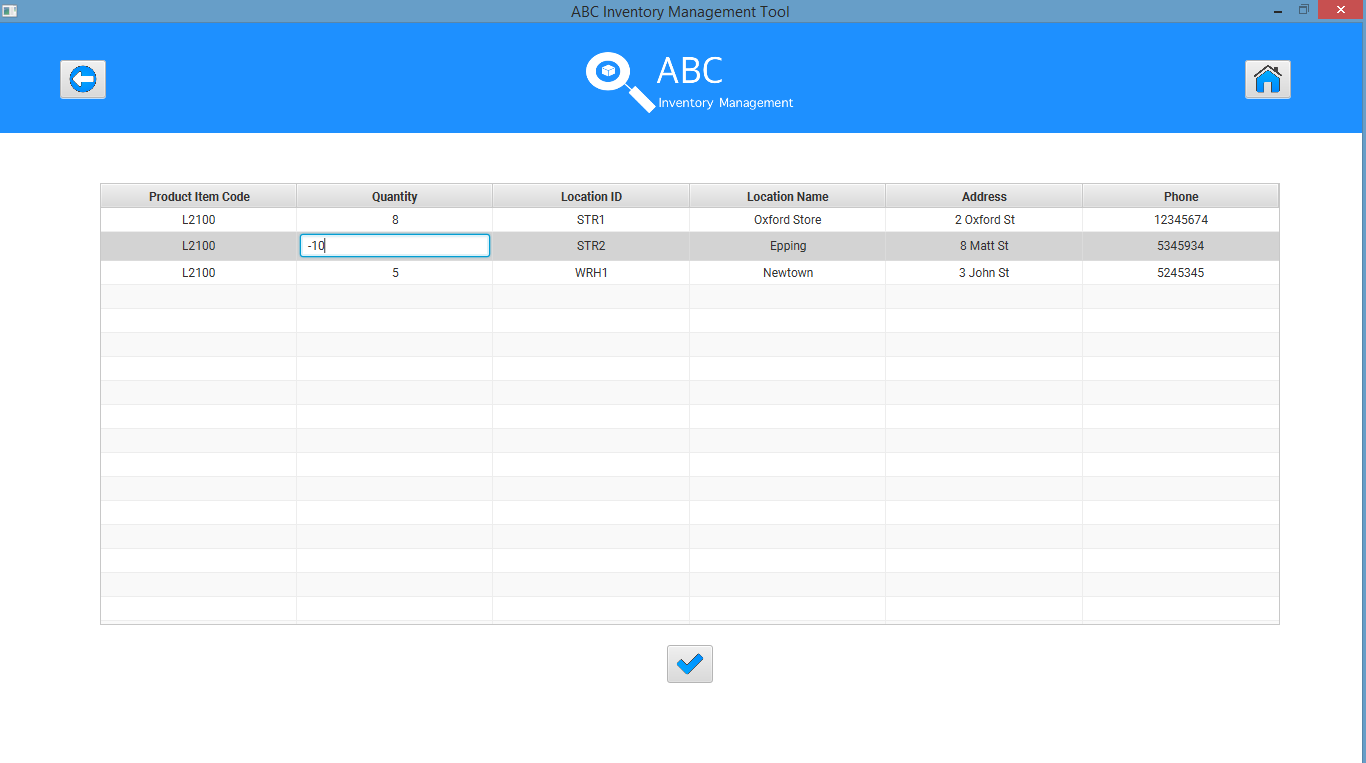 ABC Inventory Management Tool
ABC
Inventory Management
Product Item Code Quantity Location ID Location Name Address Phone
L2100 8 STR1 Oxford Store 2 Oxford St 12345674
L2100 -10 STR2 Epping 8 Matt St 5345934
L2100 5 WRH1 Newtown 3 John St 5245345